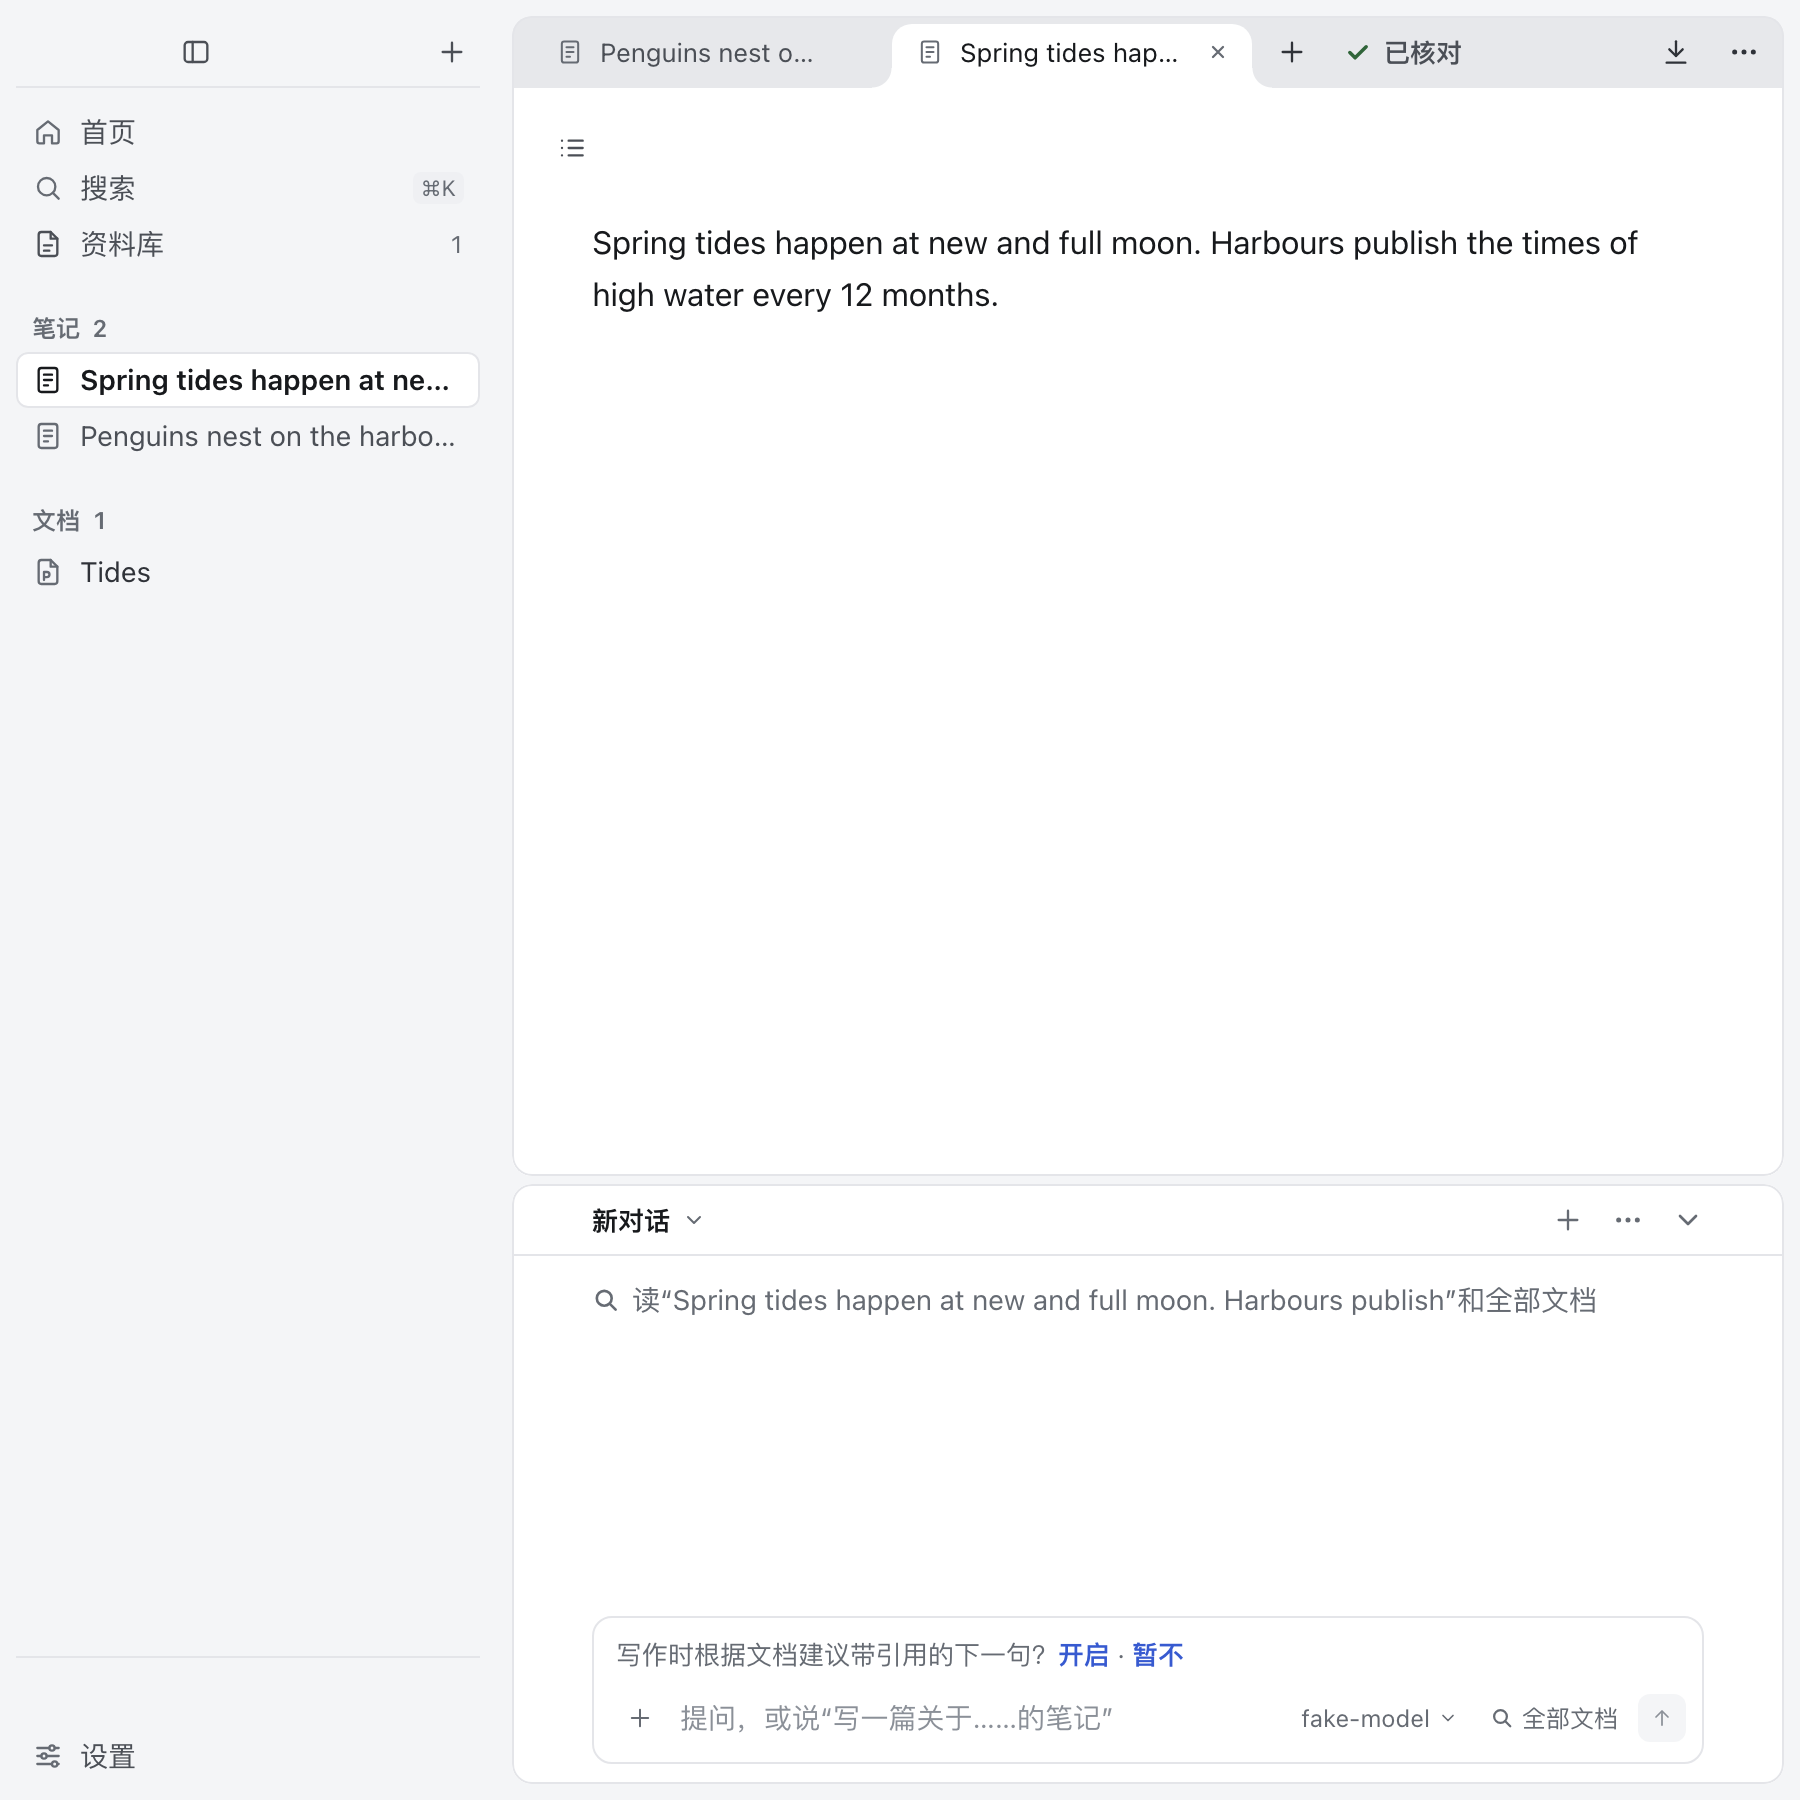 Penguins nest o...
Spring tides hap...
已核对
首页
搜索 ⌘K
资料库 1
笔记 2
Spring tides happen at ne...
Penguins nest on the harbo...
文档 1
Tides
设置
Spring tides happen at new and full moon. Harbours publish the times of
high water every 12 months.
新对话
读“Spring tides happen at new and full moon. Harbours publish”和全部文档
写作时根据文档建议带引用的下一句？ 开启 · 暂不
提问，或说“写一篇关于……的笔记”
fake-model
全部文档